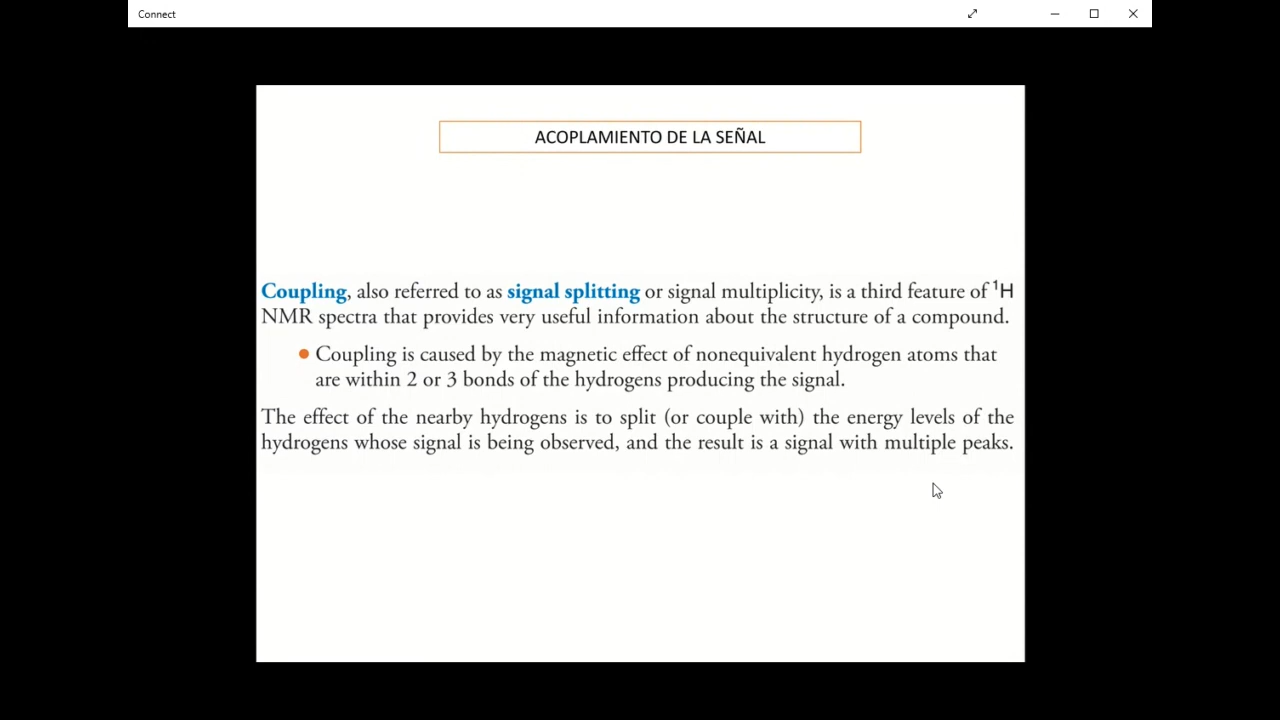 Connect
ACOPLAMIENTO DE LA SEÑAL
Coupling, also referred to as signal splitting or signal multiplicity, is a third feature of ¹H
NMR spectra that provides very useful information about the structure of a compound.
● Coupling is caused by the magnetic effect of nonequivalent hydrogen atoms that
are within 2 or 3 bonds of the hydrogens producing the signal.
The effect of the nearby hydrogens is to split (or couple with) the energy levels of the
hydrogens whose signal is being observed, and the result is a signal with multiple peaks.